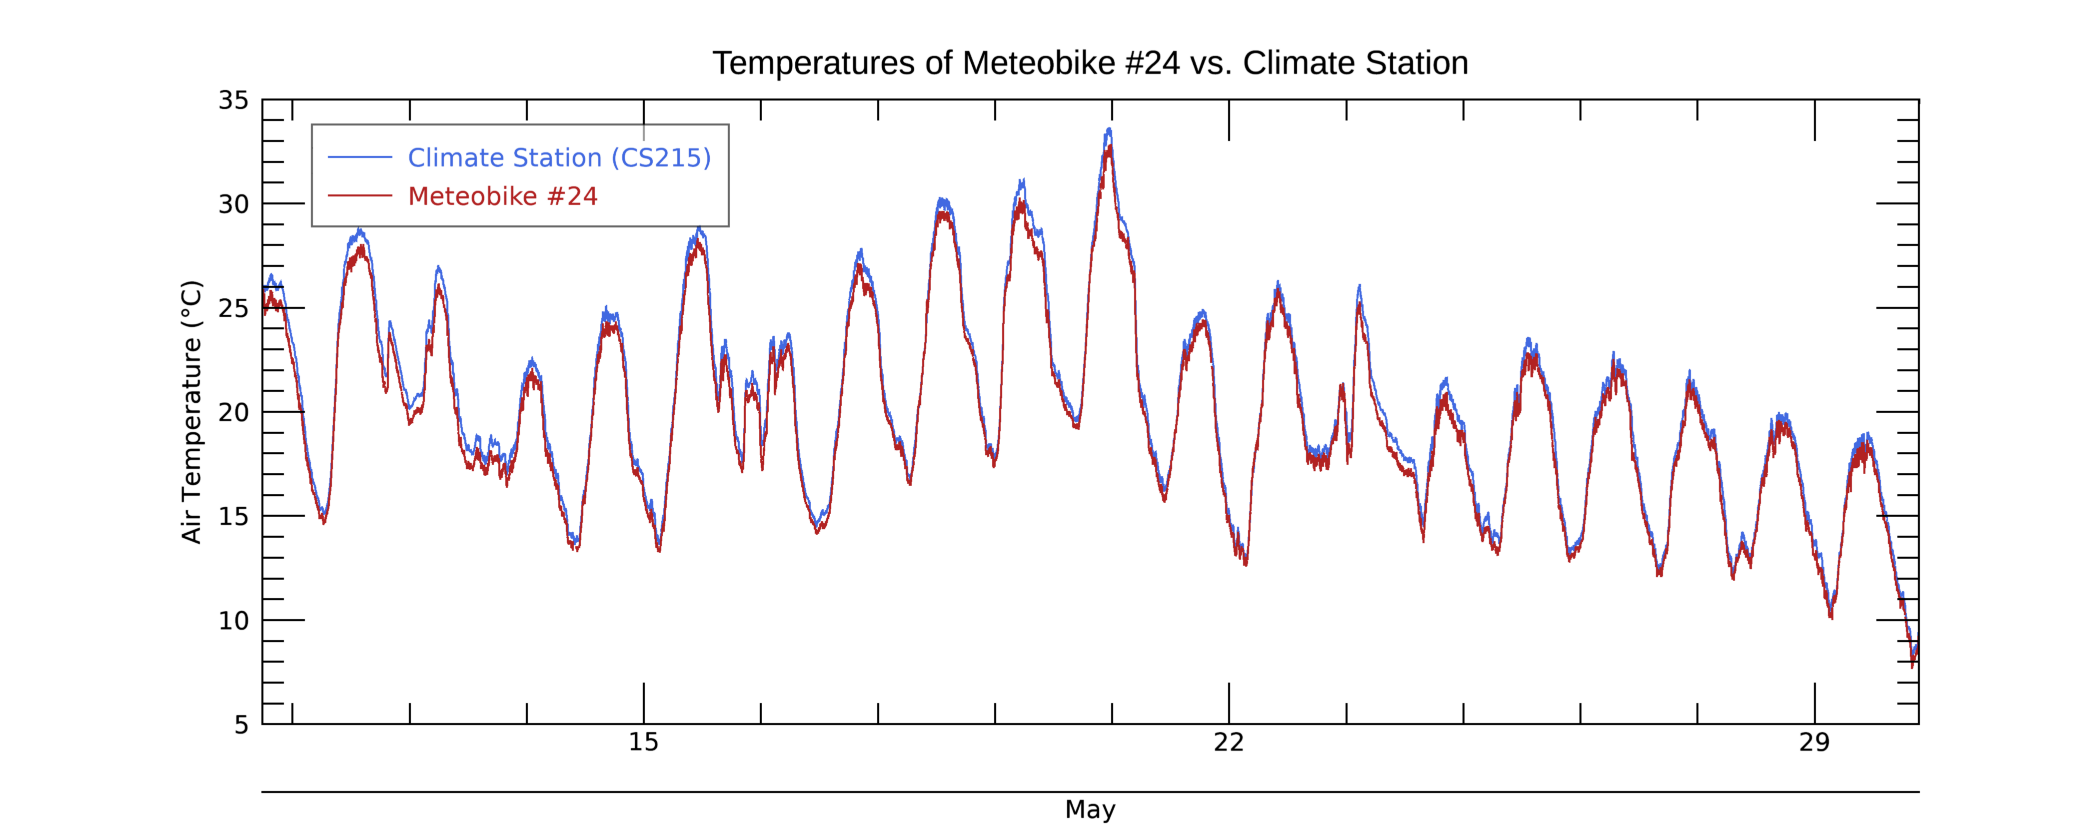 Temperatures of Meteobike #24 vs. Climate Station
35
30
25
20
15
10
5
Air Temperature (°C)
Climate Station (CS215)
Meteobike #24
15
22
29
May